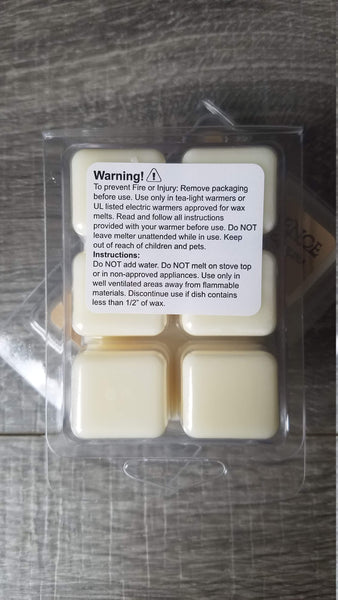 Warning!
To prevent Fire or Injury: Remove packaging
before use. Use only in tea-light warmers or
UL listed electric warmers approved for wax
melts. Read and follow all instructions
provided with your warmer before use. Do NOT
leave melter unattended while in use. Keep
out of reach of children and pets.
Instructions:
Do NOT add water. Do NOT melt on stove top
or in non-approved appliances. Use only in
well ventilated areas away from flammable
materials. Discontinue use if dish contains
less than 1/2" of wax.